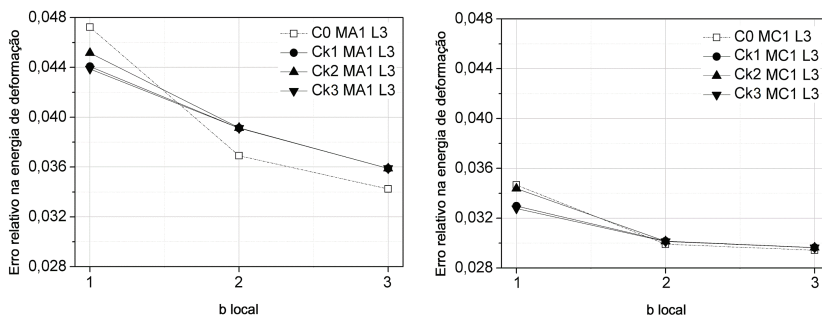 Erro relativo na energia de deformação
0,048
0,044
0,040
0,036
0,032
0,028
C0 MA1 L3
Ck1 MA1 L3
Ck2 MA1 L3
Ck3 MA1 L3
1
2
3
b local
Erro relativo na energia de deformação
0,048
0,044
0,040
0,036
0,032
0,028
C0 MC1 L3
Ck1 MC1 L3
Ck2 MC1 L3
Ck3 MC1 L3
1
2
3
b local